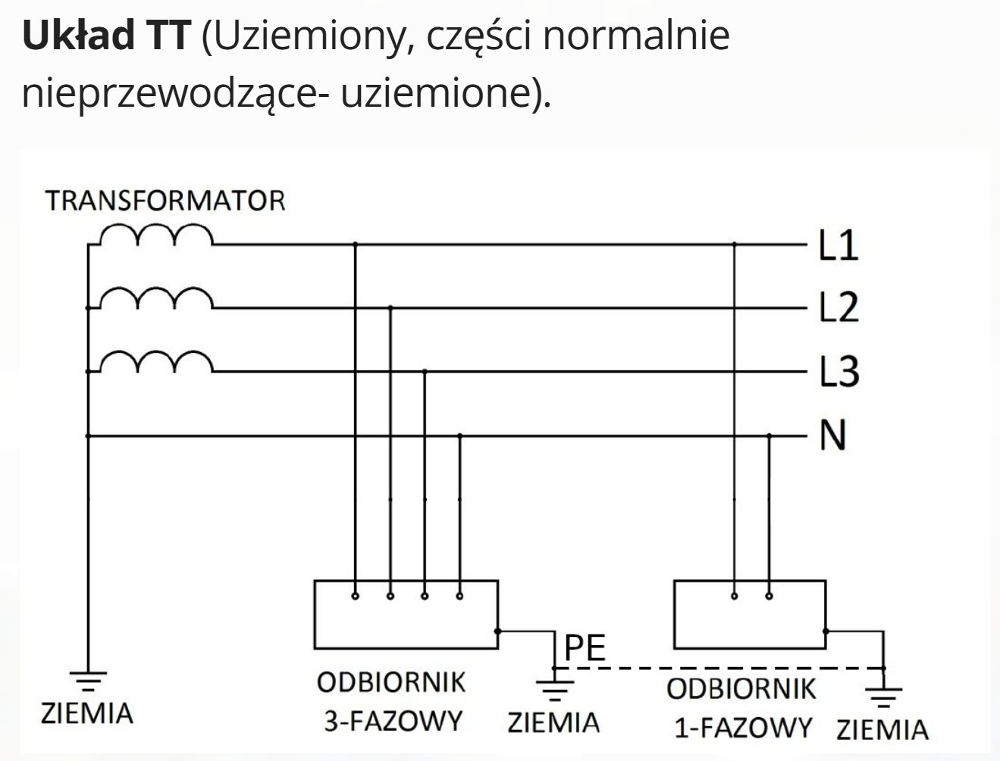 Układ TT (Uziemiony, części normalnie
nieprzewodzące- uziemione).
TRANSFORMATOR
L1
L2
L3
N
PE
ODBIORNIK
3-FAZOWY
ZIEMIA
ZIEMIA
ODBIORNIK
1-FAZOWY
ZIEMIA